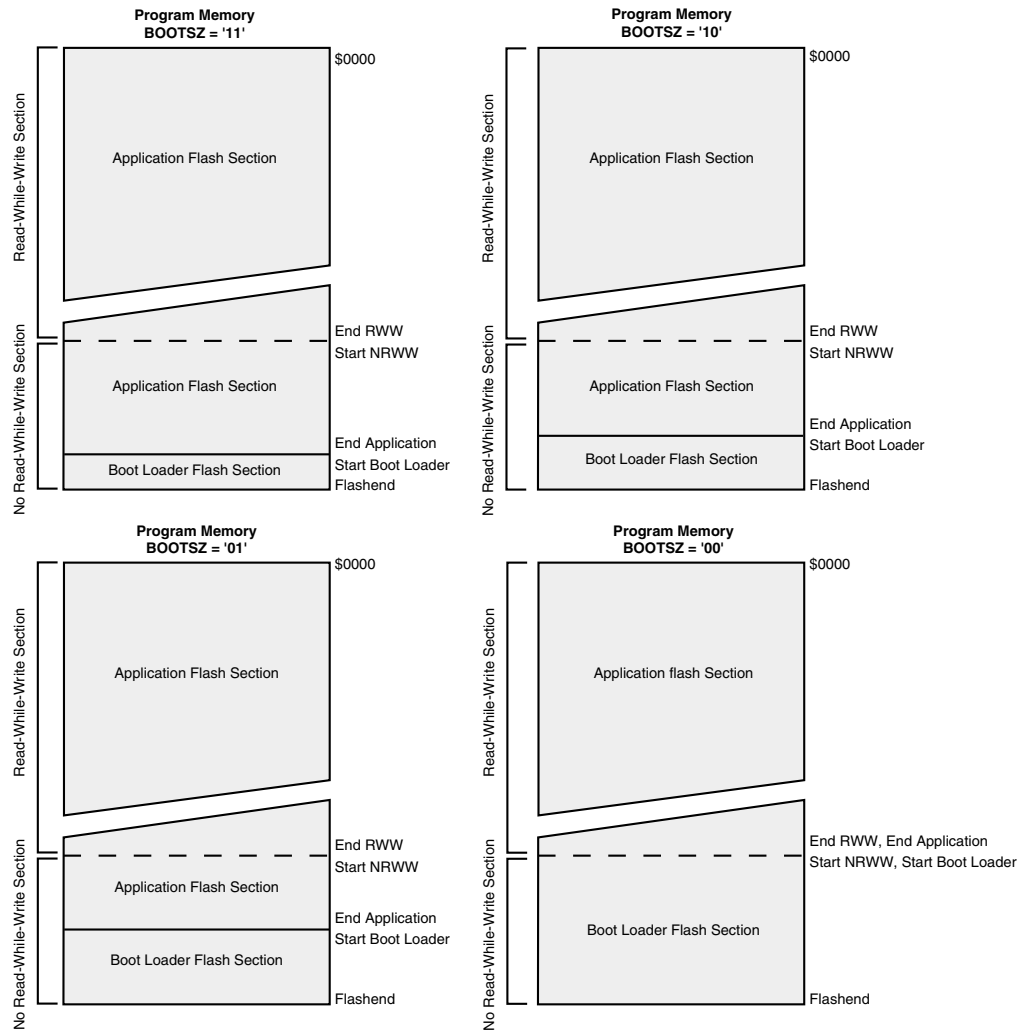 Program Memory
BOOTSZ = '11'
$0000
Read-While-Write Section
Application Flash Section
End RWW
Start NRWW
No Read-While-Write Section
Application Flash Section
End Application
Start Boot Loader
Boot Loader Flash Section
Flashend
Program Memory
BOOTSZ = '10'
$0000
Read-While-Write Section
Application Flash Section
End RWW
Start NRWW
No Read-While-Write Section
Application Flash Section
End Application
Start Boot Loader
Boot Loader Flash Section
Flashend
Program Memory
BOOTSZ = '01'
$0000
Read-While-Write Section
Application Flash Section
End RWW
Start NRWW
No Read-While-Write Section
Application Flash Section
End Application
Start Boot Loader
Boot Loader Flash Section
Flashend
Program Memory
BOOTSZ = '00'
$0000
Read-While-Write Section
Application flash Section
End RWW, End Application
Start NRWW, Start Boot Loader
No Read-While-Write Section
Boot Loader Flash Section
Flashend